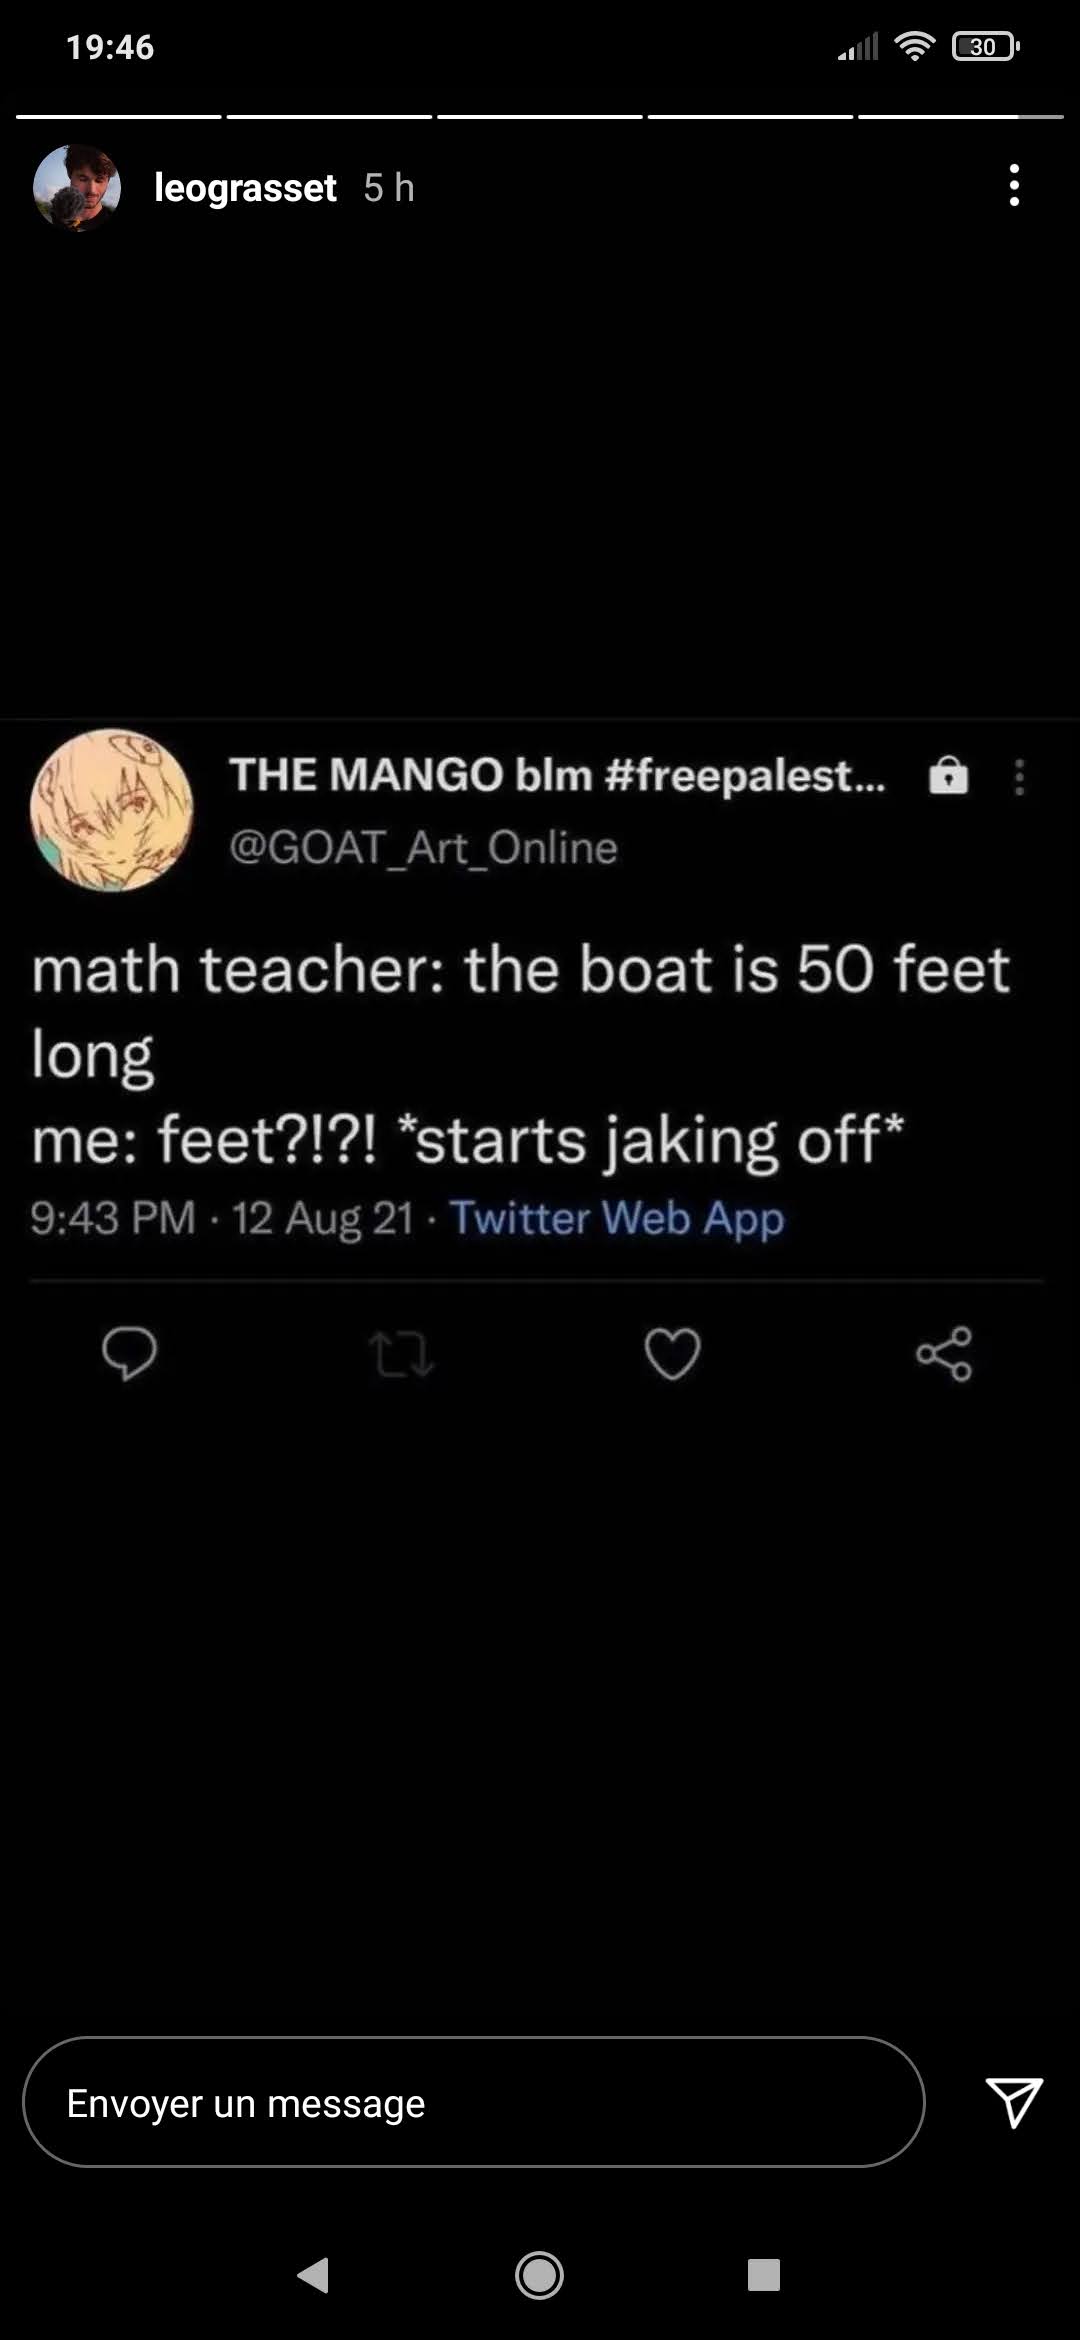 19:46
30
leograsset 5 h
THE MANGO blm #freepalest...
@GOAT_Art_Online
math teacher: the boat is 50 feet
long
me: feet?!?! *starts jaking off*
9:43 PM · 12 Aug 21 · Twitter Web App
Envoyer un message